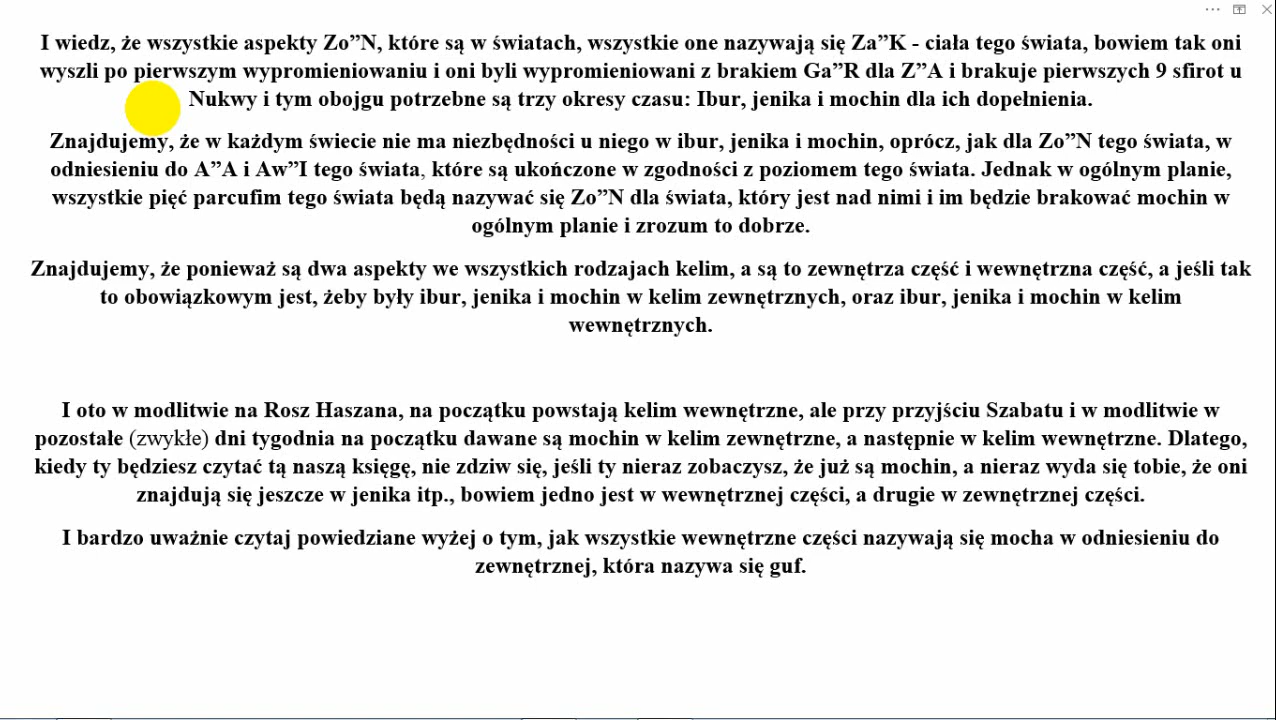 I wiedz, że wszystkie aspekty Zo”N, które są w światach, wszystkie one nazywają się Za”K - ciała tego świata, bowiem tak oni
wyszli po pierwszym wypromieniowaniu i oni byli wypromieniowani z brakiem Ga”R dla Z”A i brakuje pierwszych 9 sfirot u
Nukwy i tym obojgu potrzebne są trzy okresy czasu: Ibur, jenika i mochin dla ich dopełnienia.
Znajdujemy, że w każdym świecie nie ma niezbędności u niego w ibur, jenika i mochin, oprócz, jak dla Zo”N tego świata, w
odniesieniu do A”A i Aw”I tego świata, które są ukończone w zgodności z poziomem tego świata. Jednak w ogólnym planie,
wszystkie pięć parcufim tego świata będą nazywać się Zo”N dla świata, który jest nad nimi i im będzie brakować mochin w
ogólnym planie i zrozum to dobrze.
Znajdujemy, że ponieważ są dwa aspekty we wszystkich rodzajach kelim, a są to zewnętrza część i wewnętrzna część, a jeśli tak
to obowiązkowym jest, żeby były ibur, jenika i mochin w kelim zewnętrznych, oraz ibur, jenika i mochin w kelim
wewnętrznych.
I oto w modlitwie na Rosz Haszana, na początku powstają kelim wewnętrzne, ale przy przyjściu Szabatu i w modlitwie w
pozostałe (zwykłe) dni tygodnia na początku dawane są mochin w kelim zewnętrzne, a następnie w kelim wewnętrzne. Dlatego,
kiedy ty będziesz czytać tą naszą księgę, nie zdziw się, jeśli ty nieraz zobaczysz, że już są mochin, a nieraz wyda się tobie, że oni
znajdują się jeszcze w jenika itp., bowiem jedno jest w wewnętrznej części, a drugie w zewnętrznej części.
I bardzo uważnie czytaj powiedziane wyżej o tym, jak wszystkie wewnętrzne części nazywają się mocha w odniesieniu do
zewnętrznej, która nazywa się guf.